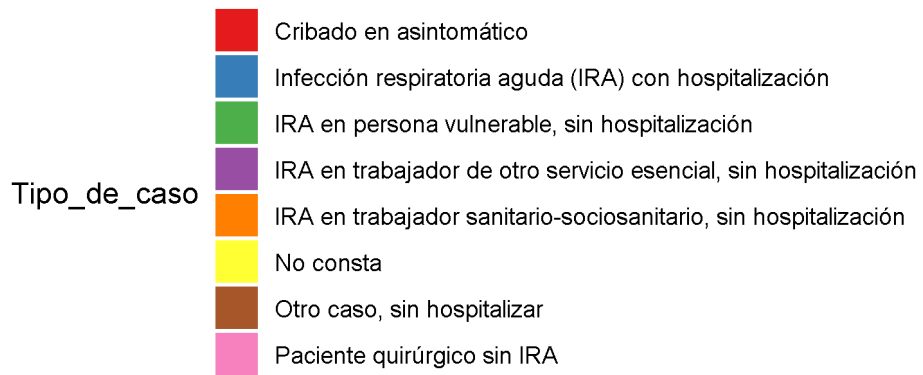 Tipo_de_caso
Cribado en asintomático
Infección respiratoria aguda (IRA) con hospitalización
IRA en persona vulnerable, sin hospitalización
IRA en trabajador de otro servicio esencial, sin hospitalización
IRA en trabajador sanitario-sociosanitario, sin hospitalización
No consta
Otro caso, sin hospitalizar
Paciente quirúrgico sin IRA